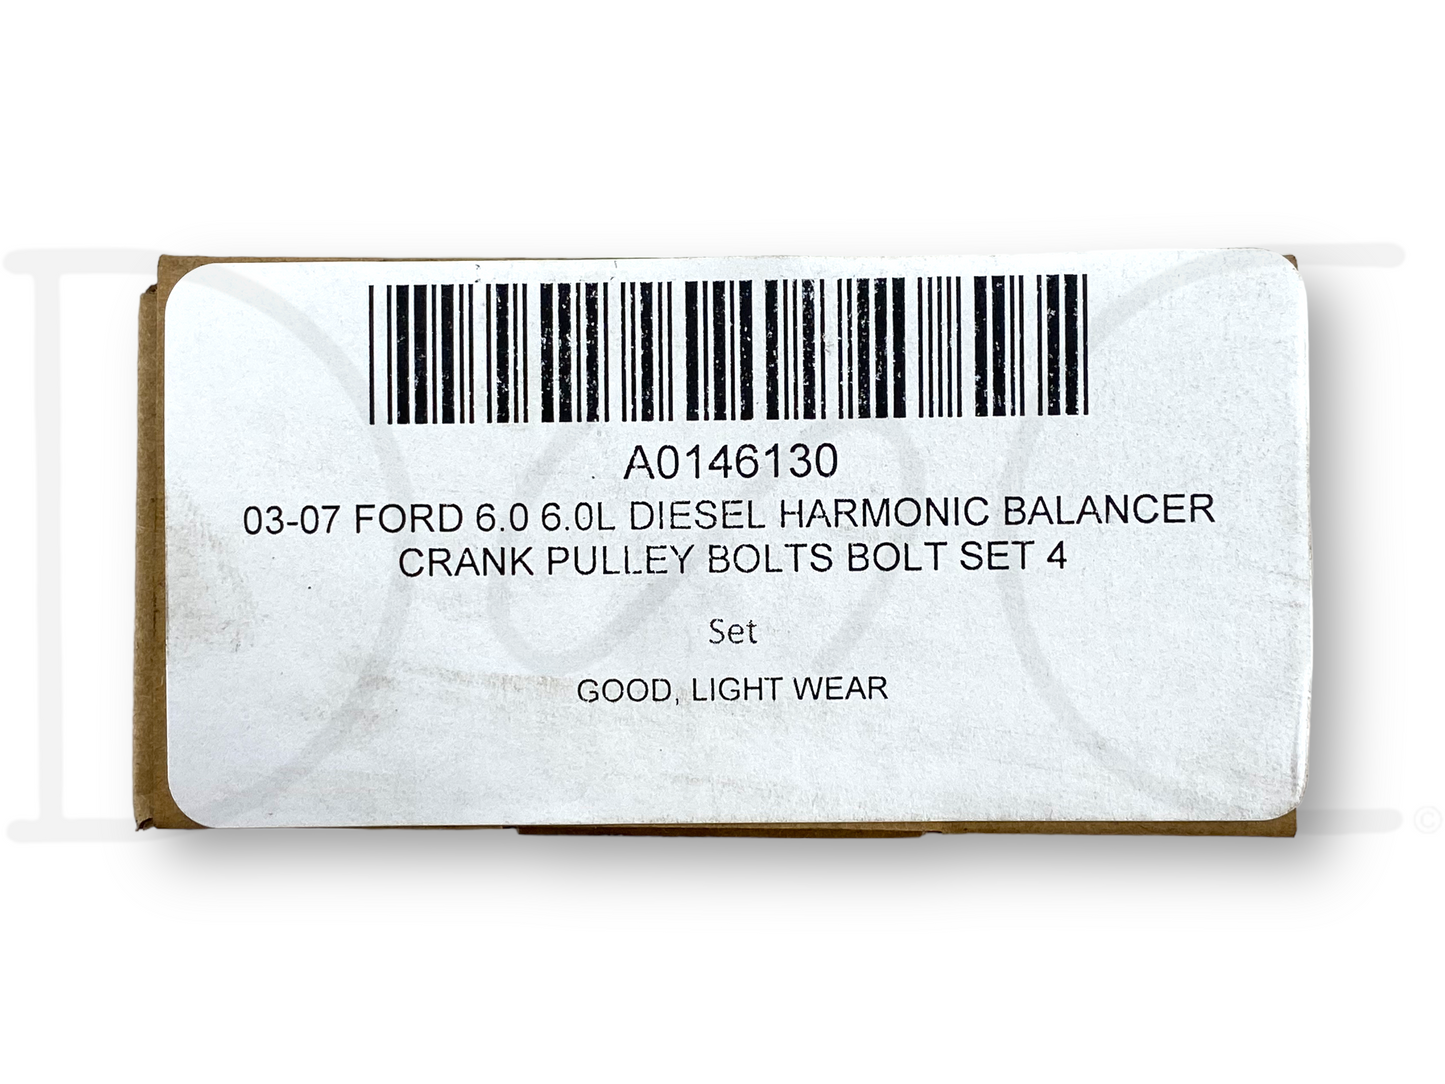 A0146130
03-07 FORD 6.0 6.0L DIESEL HARMONIC BALANCER
CRANK PULLEY BOLTS BOLT SET 4
Set
GOOD, LIGHT WEAR
©